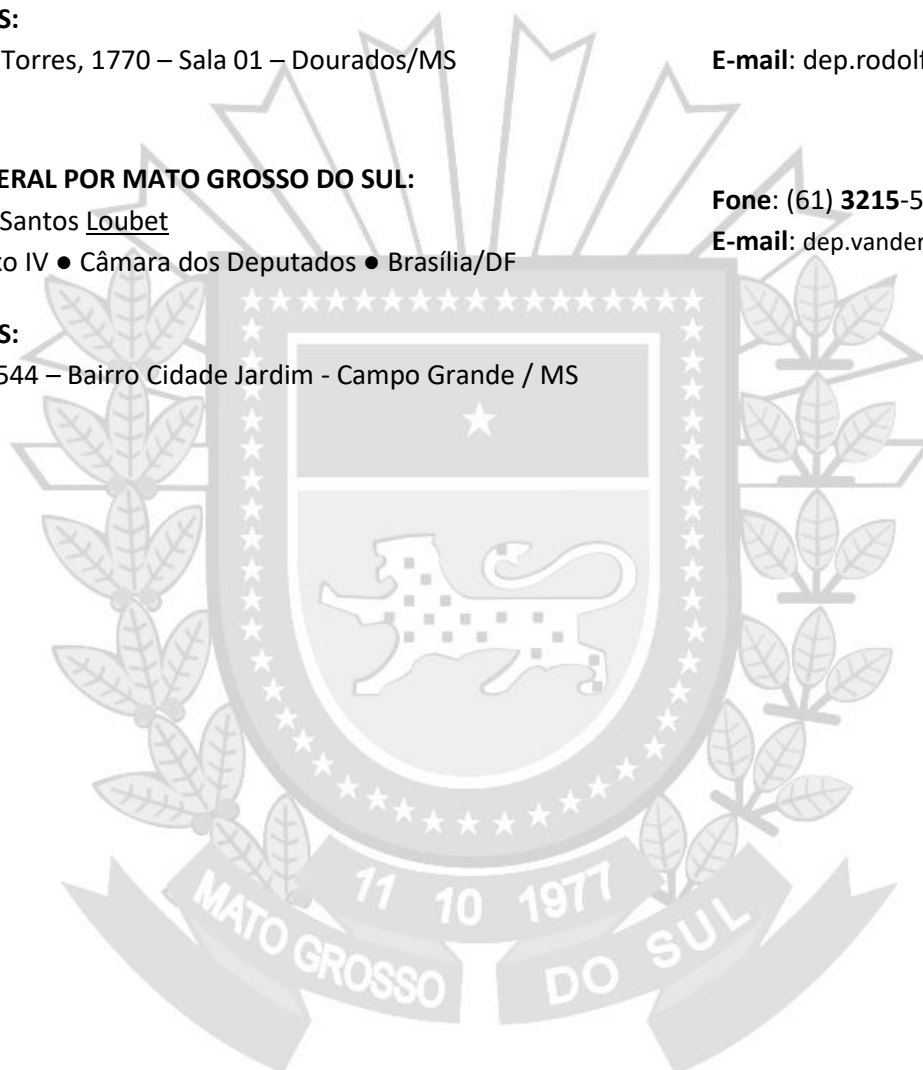 S:
Torres, 1770 – Sala 01 – Dourados/MS
E-mail: dep.rodolf
ERAL POR MATO GROSSO DO SUL:
Santos Loubet
Fone: (61) 3215-5
xo IV ● Câmara dos Deputados ● Brasília/DF
E-mail: dep.vander
S:
544 – Bairro Cidade Jardim - Campo Grande / MS
11 10 1977
MATO GROSSO DO SUL